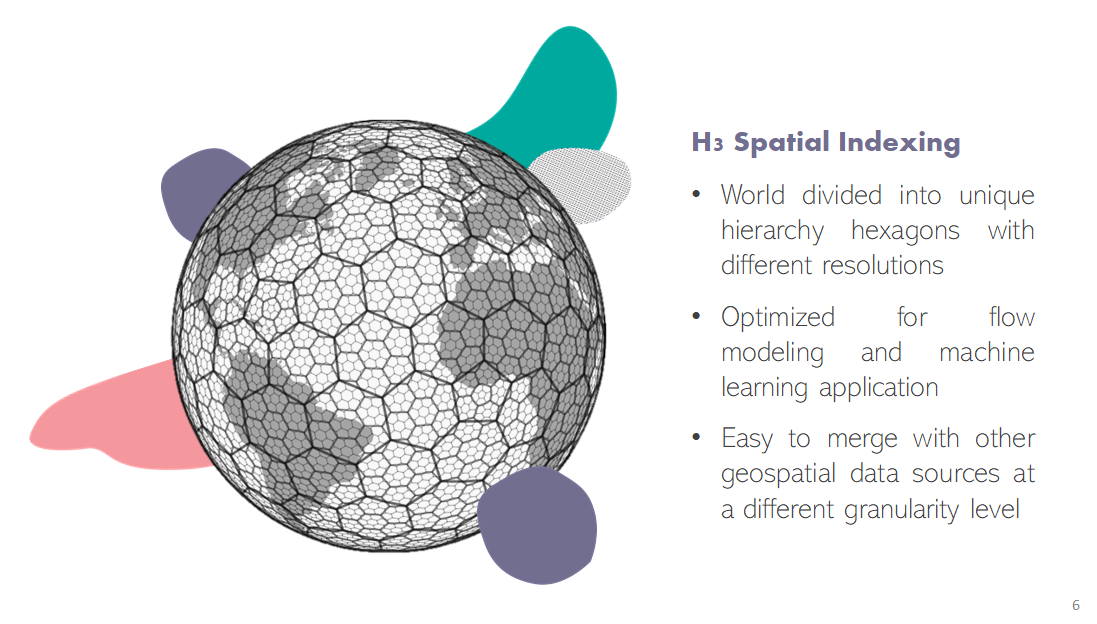 H3 Spatial Indexing
• World divided into unique
hierarchy hexagons with
different resolutions
• Optimized for flow
modeling and machine
learning application
• Easy to merge with other
geospatial data sources at
a different granularity level
6